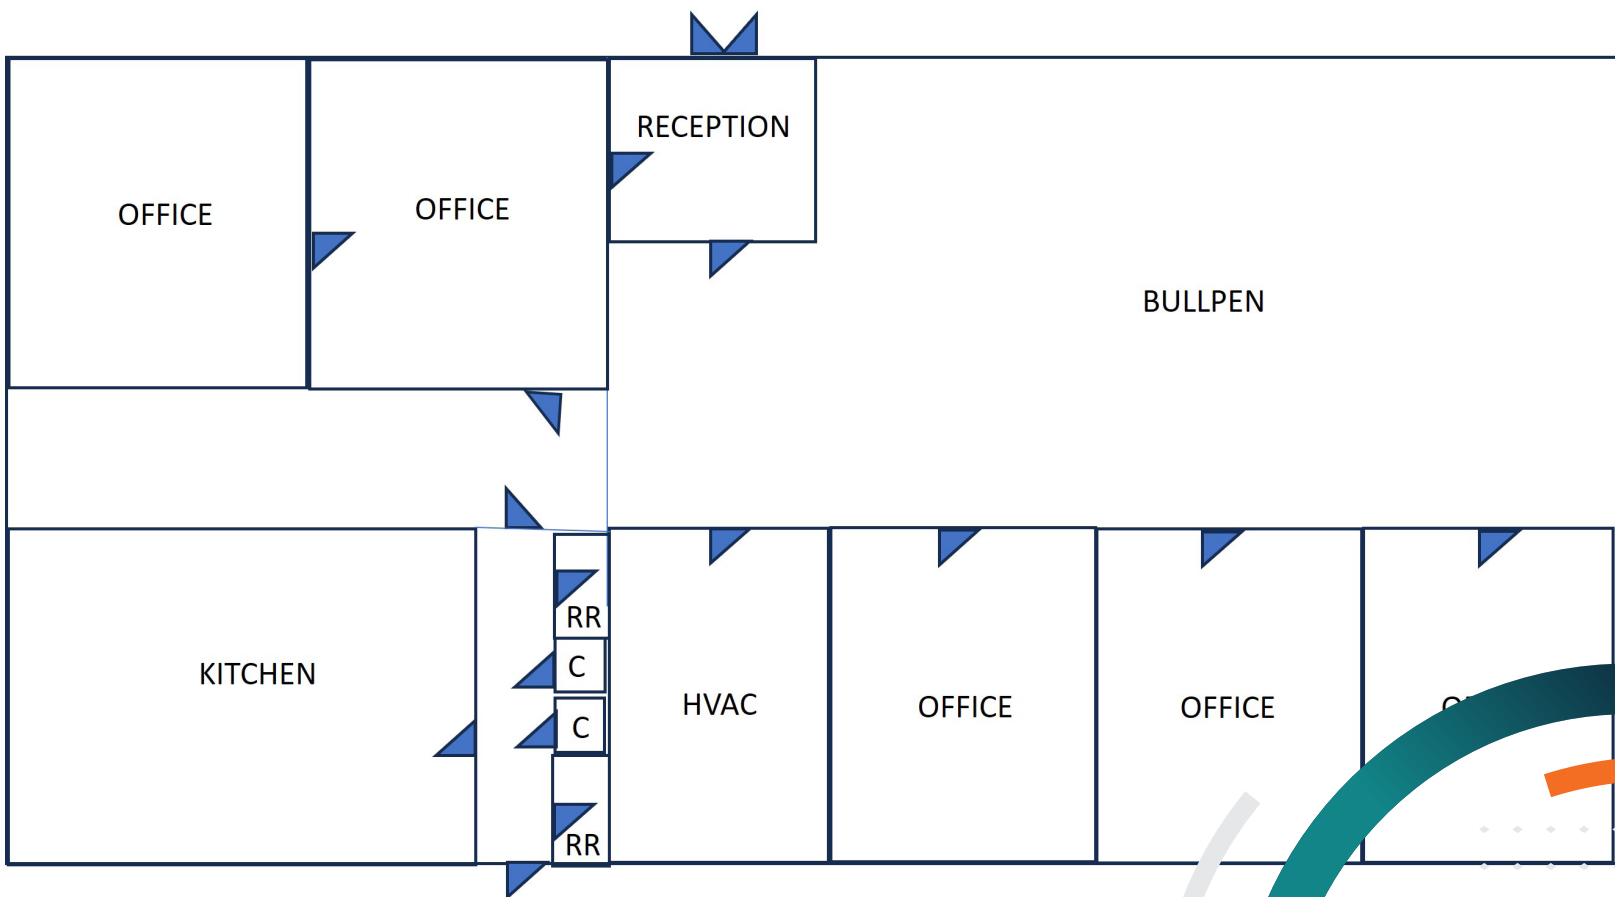 RECEPTION
OFFICE
OFFICE
BULLPEN
RR
C
KITCHEN
HVAC
OFFICE
OFFICE
C
RR